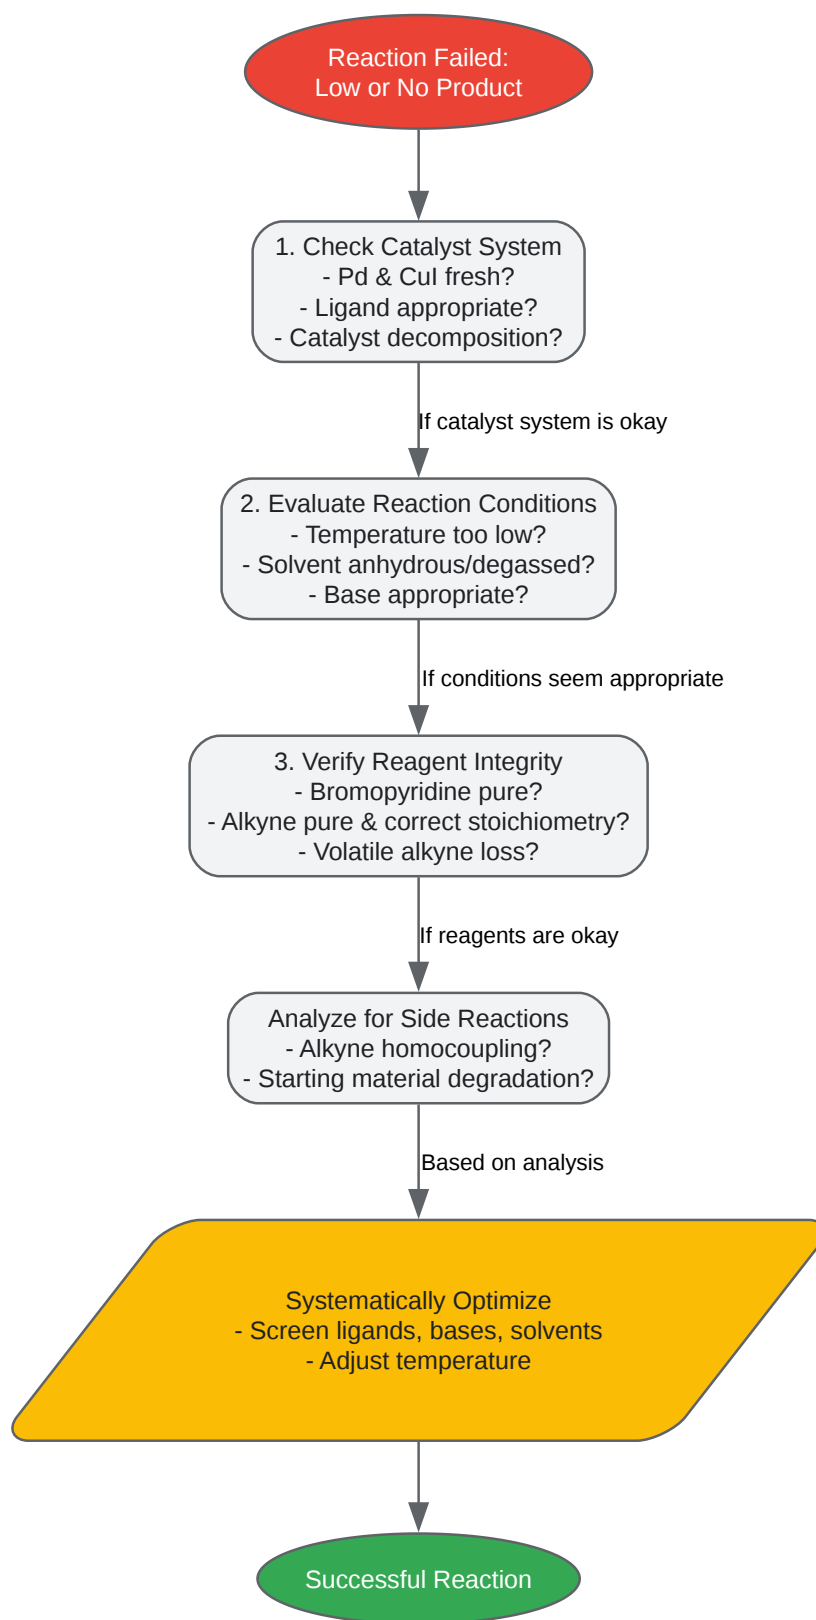 Reaction Failed:
Low or No Product
1. Check Catalyst System
- Pd & CuI fresh?
- Ligand appropriate?
- Catalyst decomposition?
If catalyst system is okay
2. Evaluate Reaction Conditions
- Temperature too low?
- Solvent anhydrous/degassed?
- Base appropriate?
If conditions seem appropriate
3. Verify Reagent Integrity
- Bromopyridine pure?
- Alkyne pure & correct stoichiometry?
- Volatile alkyne loss?
If reagents are okay
Analyze for Side Reactions
- Alkyne homocoupling?
- Starting material degradation?
Based on analysis
Systematically Optimize
- Screen ligands, bases, solvents
- Adjust temperature
Successful Reaction